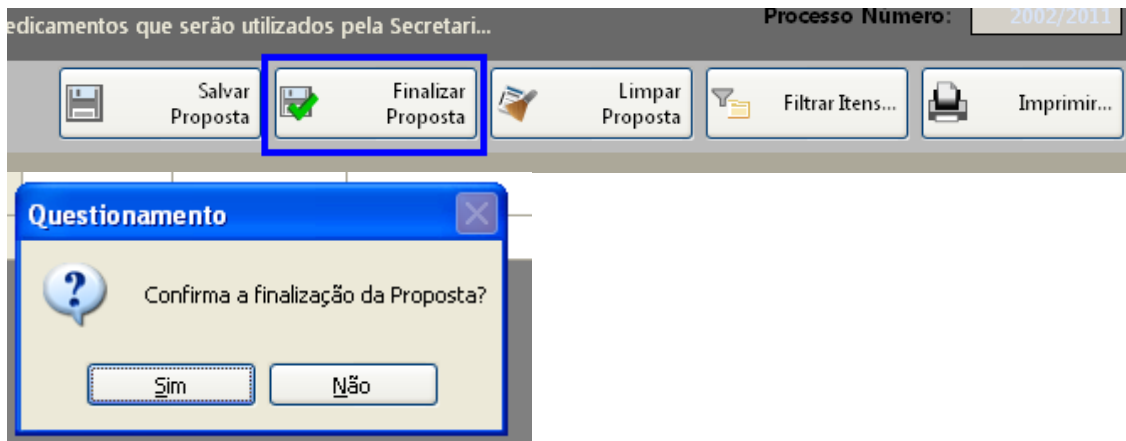 edicamentos que serão utilizados pela Secretari...
Processo Número: 2002/2011
Salvar
Proposta
Finalizar
Proposta
Limpar
Proposta
Filtrar Itens...
Imprimir...
Questionamento
Confirma a finalização da Proposta?
Sim
Não